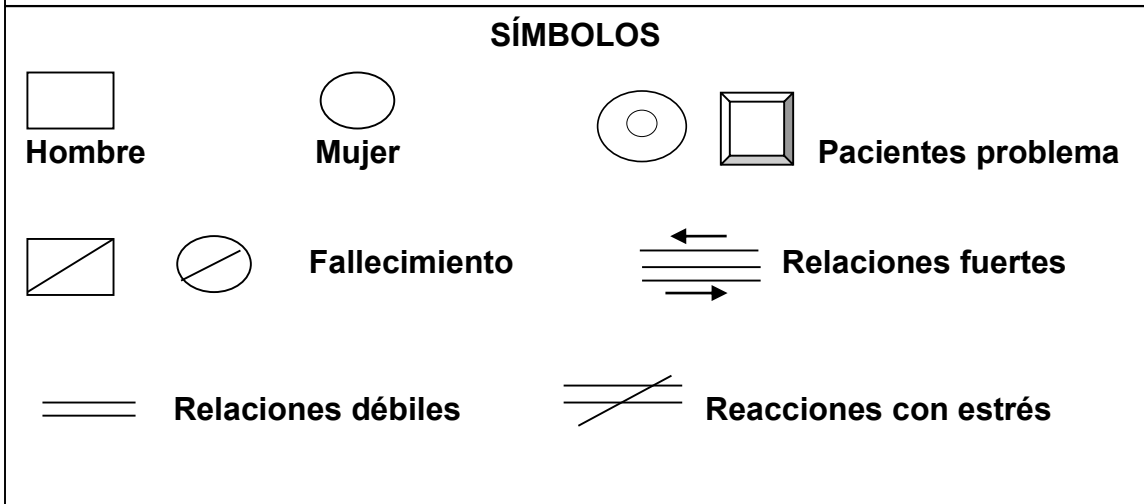 SÍMBOLOS
Hombre
Mujer
Pacientes problema
Fallecimiento
Relaciones fuertes
Relaciones débiles
Reacciones con estrés